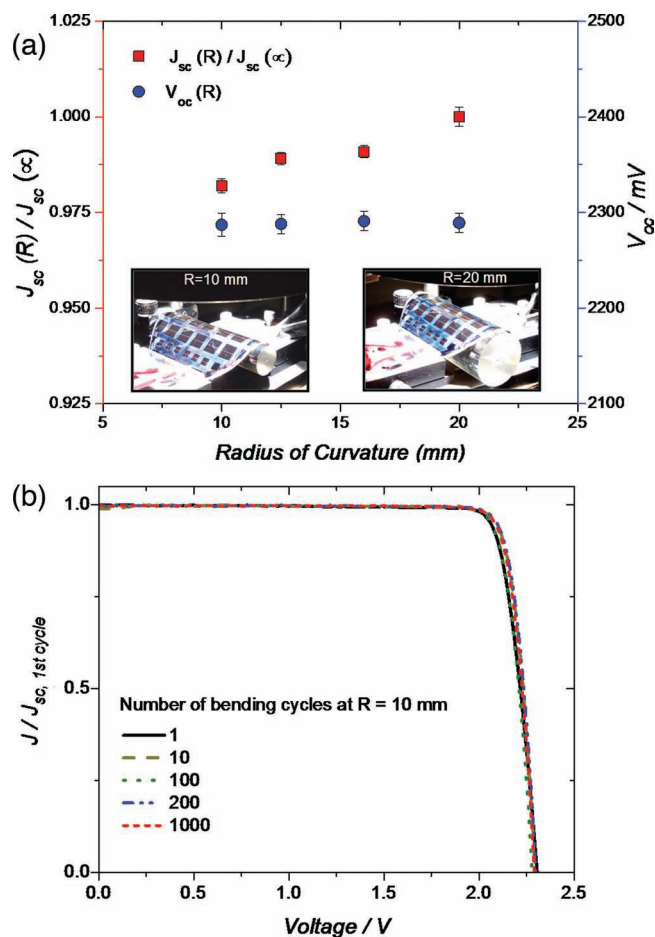 (a)
1.025
1.000
0.975
0.950
0.925
J_sc (R) / J_sc (∝)
J_sc (R) / J_sc (∝)
V_oc (R)
2500
2400
2300
2200
2100
V_oc / mV
R=10 mm
R=20 mm
5
10
15
20
25
Radius of Curvature (mm)
(b)
1.0
0.5
0.0
J / J_sc, 1st cycle
Number of bending cycles at R = 10 mm
1
10
100
200
1000
0.0
0.5
1.0
1.5
2.0
2.5
Voltage / V